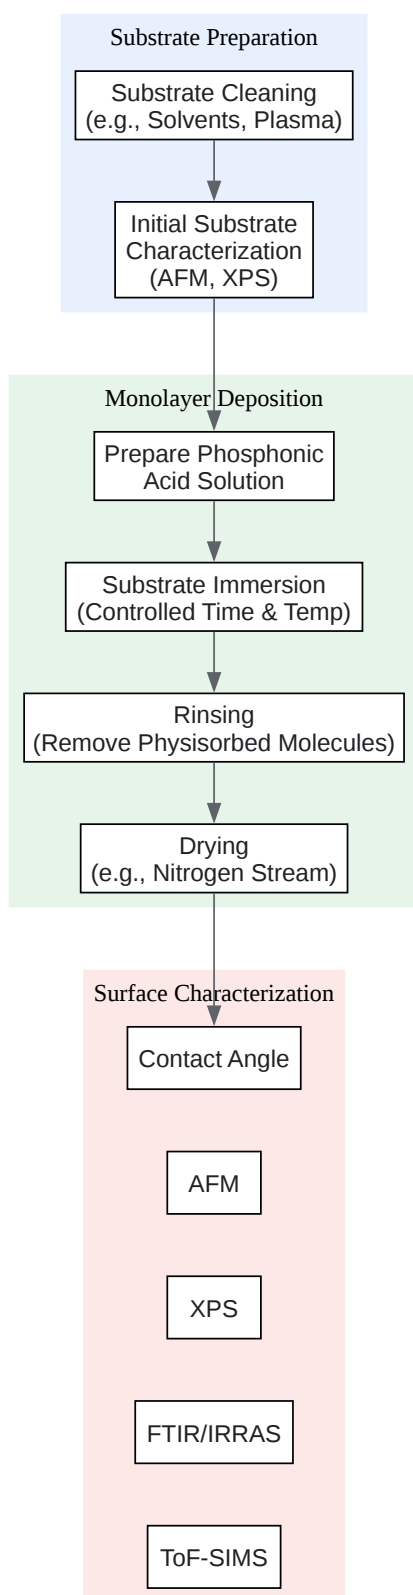 Substrate Preparation
Substrate Cleaning
(e.g., Solvents, Plasma)
Initial Substrate
Characterization
(AFM, XPS)
Monolayer Deposition
Prepare Phosphonic
Acid Solution
Substrate Immersion
(Controlled Time & Temp)
Rinsing
(Remove Physisorbed Molecules)
Drying
(e.g., Nitrogen Stream)
Surface Characterization
Contact Angle
AFM
XPS
FTIR/IRRAS
ToF-SIMS